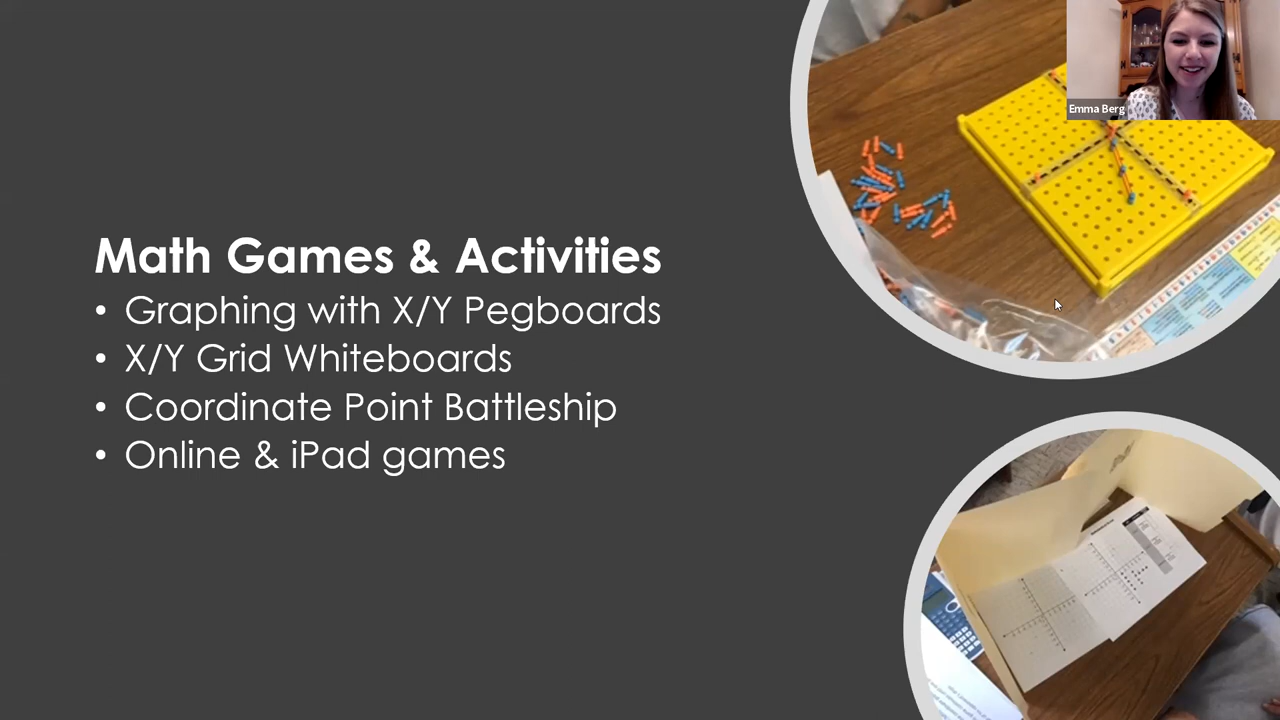 Emma Berg
Math Games & Activities
• Graphing with X/Y Pegboards
• X/Y Grid Whiteboards
• Coordinate Point Battleship
• Online & iPad games